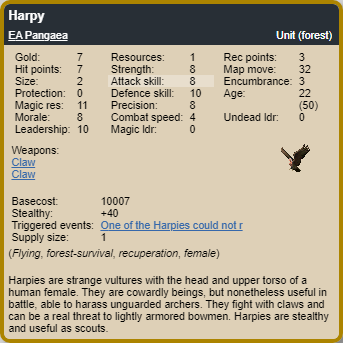 Harpy
EA Pangaea Unit (forest)
Gold: 7 Resources: 1 Rec points: 3
Hit points: 7 Strength: 8 Map move: 32
Size: 2 Attack skill: 8 Encumbrance: 3
Protection: 0 Defence skill: 10 Age: 22
Magic res: 11 Precision: 8 (50)
Morale: 8 Combat speed: 4 Undead ldr: 0
Leadership: 10 Magic ldr: 0
Weapons:
Claw
Claw
Basecost: 10007
Stealthy: +40
Triggered events: One of the Harpies could not r
Supply size: 1
(Flying, forest-survival, recuperation, female)
Harpies are strange vultures with the head and upper torso of a
human female. They are cowardly beings, but nonetheless useful in
battle, able to harass unguarded archers. They fight with claws and
can be a real threat to lightly armored bowmen. Harpies are
stealthy and useful as scouts.